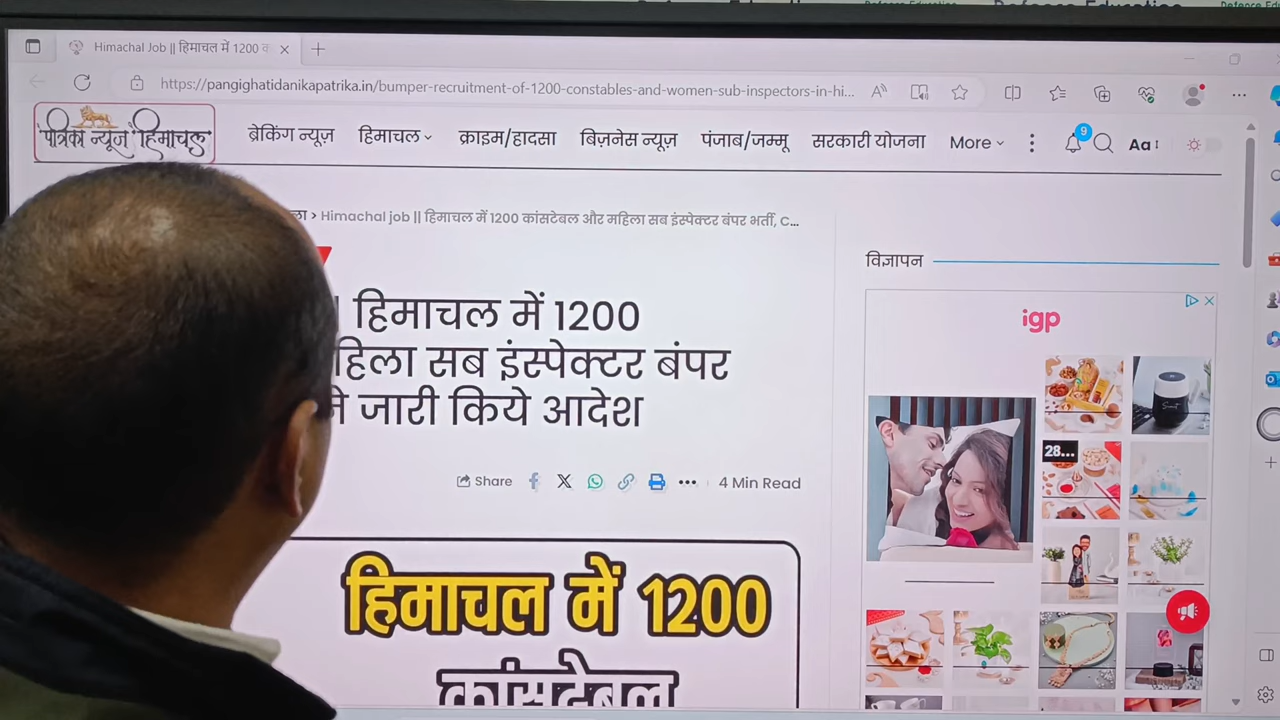 Defence Education
Himachal Job || हिमाचल में 1200 क
https://pangighatidanikapatrika.in/bumper-recruitment-of-1200-constables-and-women-sub-inspectors-in-hi...
पत्रिका न्यूज हिमाचल
ब्रेकिंग न्यूज़ हिमाचल क्राइम/हादसा बिज़नेस न्यूज़ पंजाब/जम्मू सरकारी योजना More 9 Aa
ला > Himachal job || हिमाचल में 1200 कांसटेबल और महिला सब इंस्पेक्टर बंपर भर्ती, C...
विज्ञापन
igp
हिमाचल में 1200
हिला सब इंस्पेक्टर बंपर
ने जारी किये आदेश
28...
Share 4 Min Read
हिमाचल में 1200
कांसटेबल